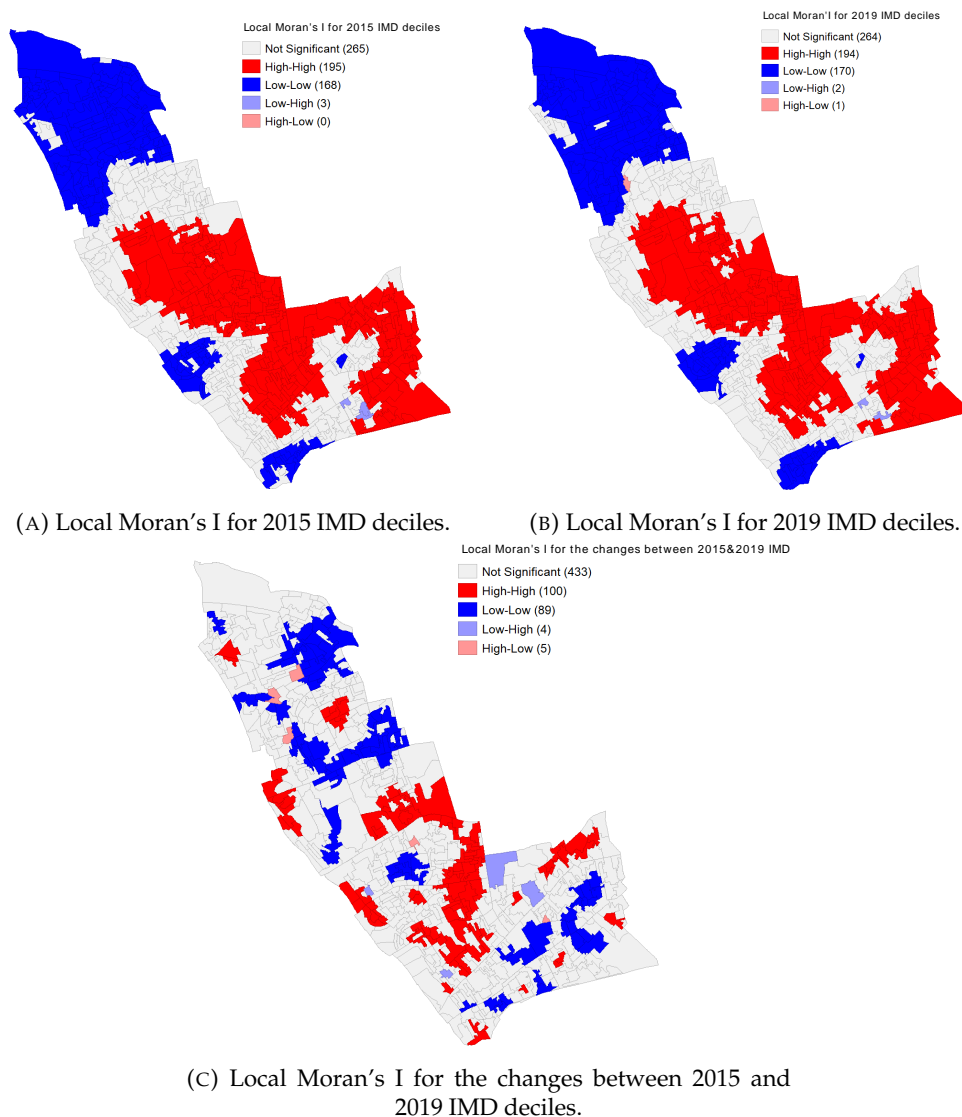 Local Moran's I for 2015 IMD deciles
Not Significant (265)
High-High (195)
Low-Low (168)
Low-High (3)
High-Low (0)
Local Moran'I for 2019 IMD deciles
Not Significant (264)
High-High (194)
Low-Low (170)
Low-High (2)
High-Low (1)
(A) Local Moran's I for 2015 IMD deciles.
(B) Local Moran's I for 2019 IMD deciles.
Local Moran's I for the changes between 2015&2019 IMD
Not Significant (433)
High-High (100)
Low-Low (89)
Low-High (4)
High-Low (5)
(C) Local Moran's I for the changes between 2015 and
2019 IMD deciles.